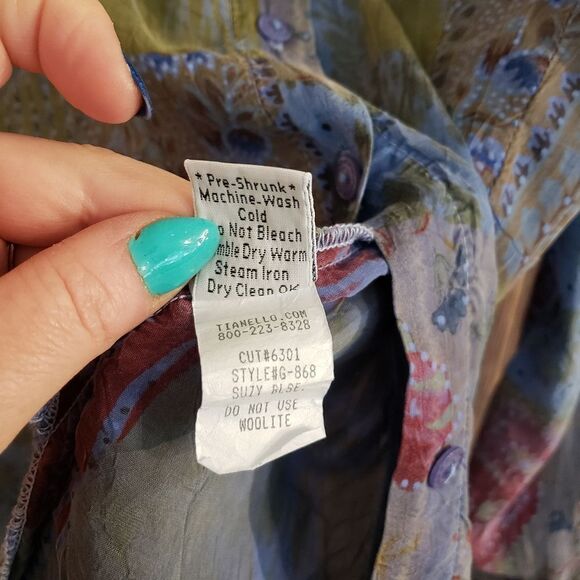 * Pre-Shrunk *
Machine-Wash
Cold
Not Bleach
Dry Warm
Steam Iron
Dry Clean OK
TIANELLO.COM
800-223-8328
CUT#6301
STYLE#G-868
SUZY BLSE.
DO NOT USE
WOOLITE